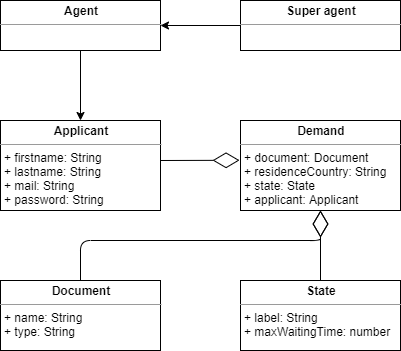 Agent
Super agent
Applicant
+ firstname: String
+ lastname: String
+ mail: String
+ password: String
Demand
+ document: Document
+ residenceCountry: String
+ state: State
+ applicant: Applicant
Document
+ name: String
+ type: String
State
+ label: String
+ maxWaitingTime: number